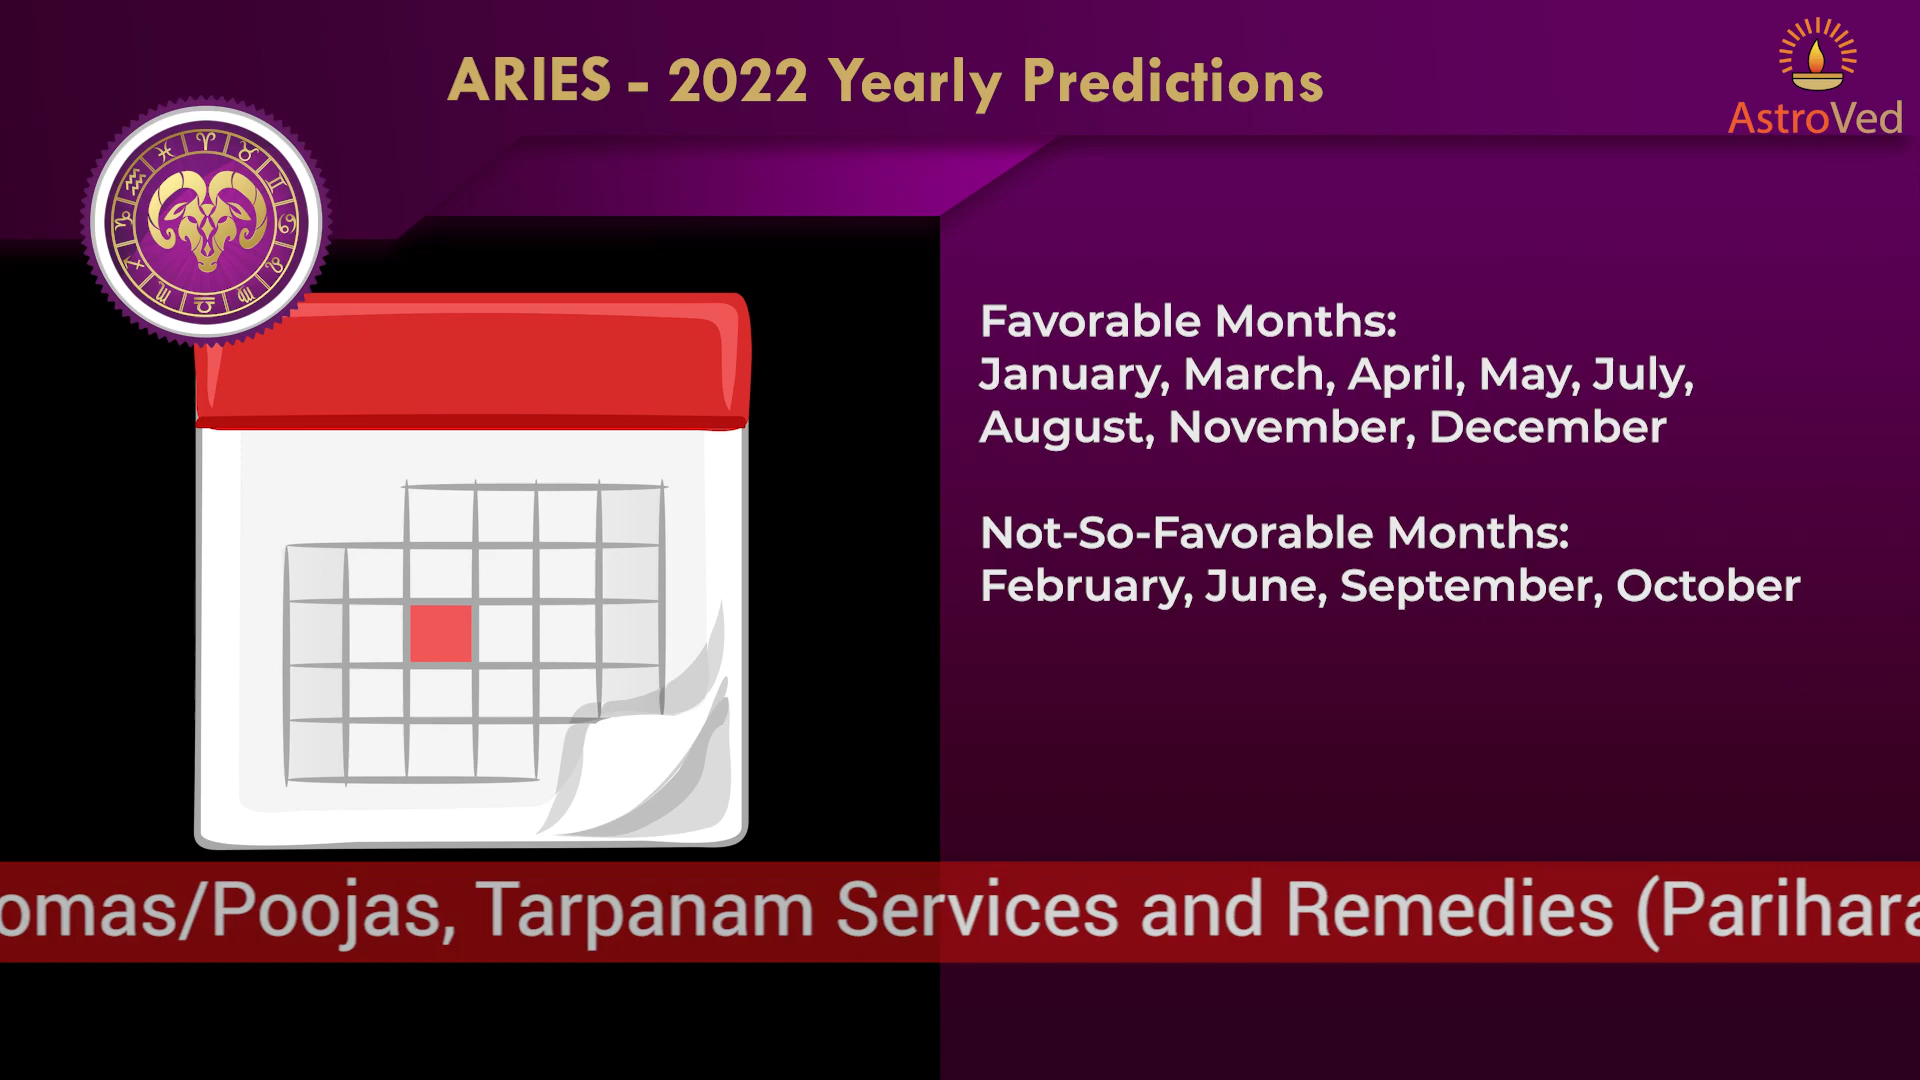 ARIES - 2022 Yearly Predictions
AstroVed
Favorable Months:
January, March, April, May, July,
August, November, December
Not-So-Favorable Months:
February, June, September, October
omas/Poojas, Tarpanam Services and Remedies (Parihara